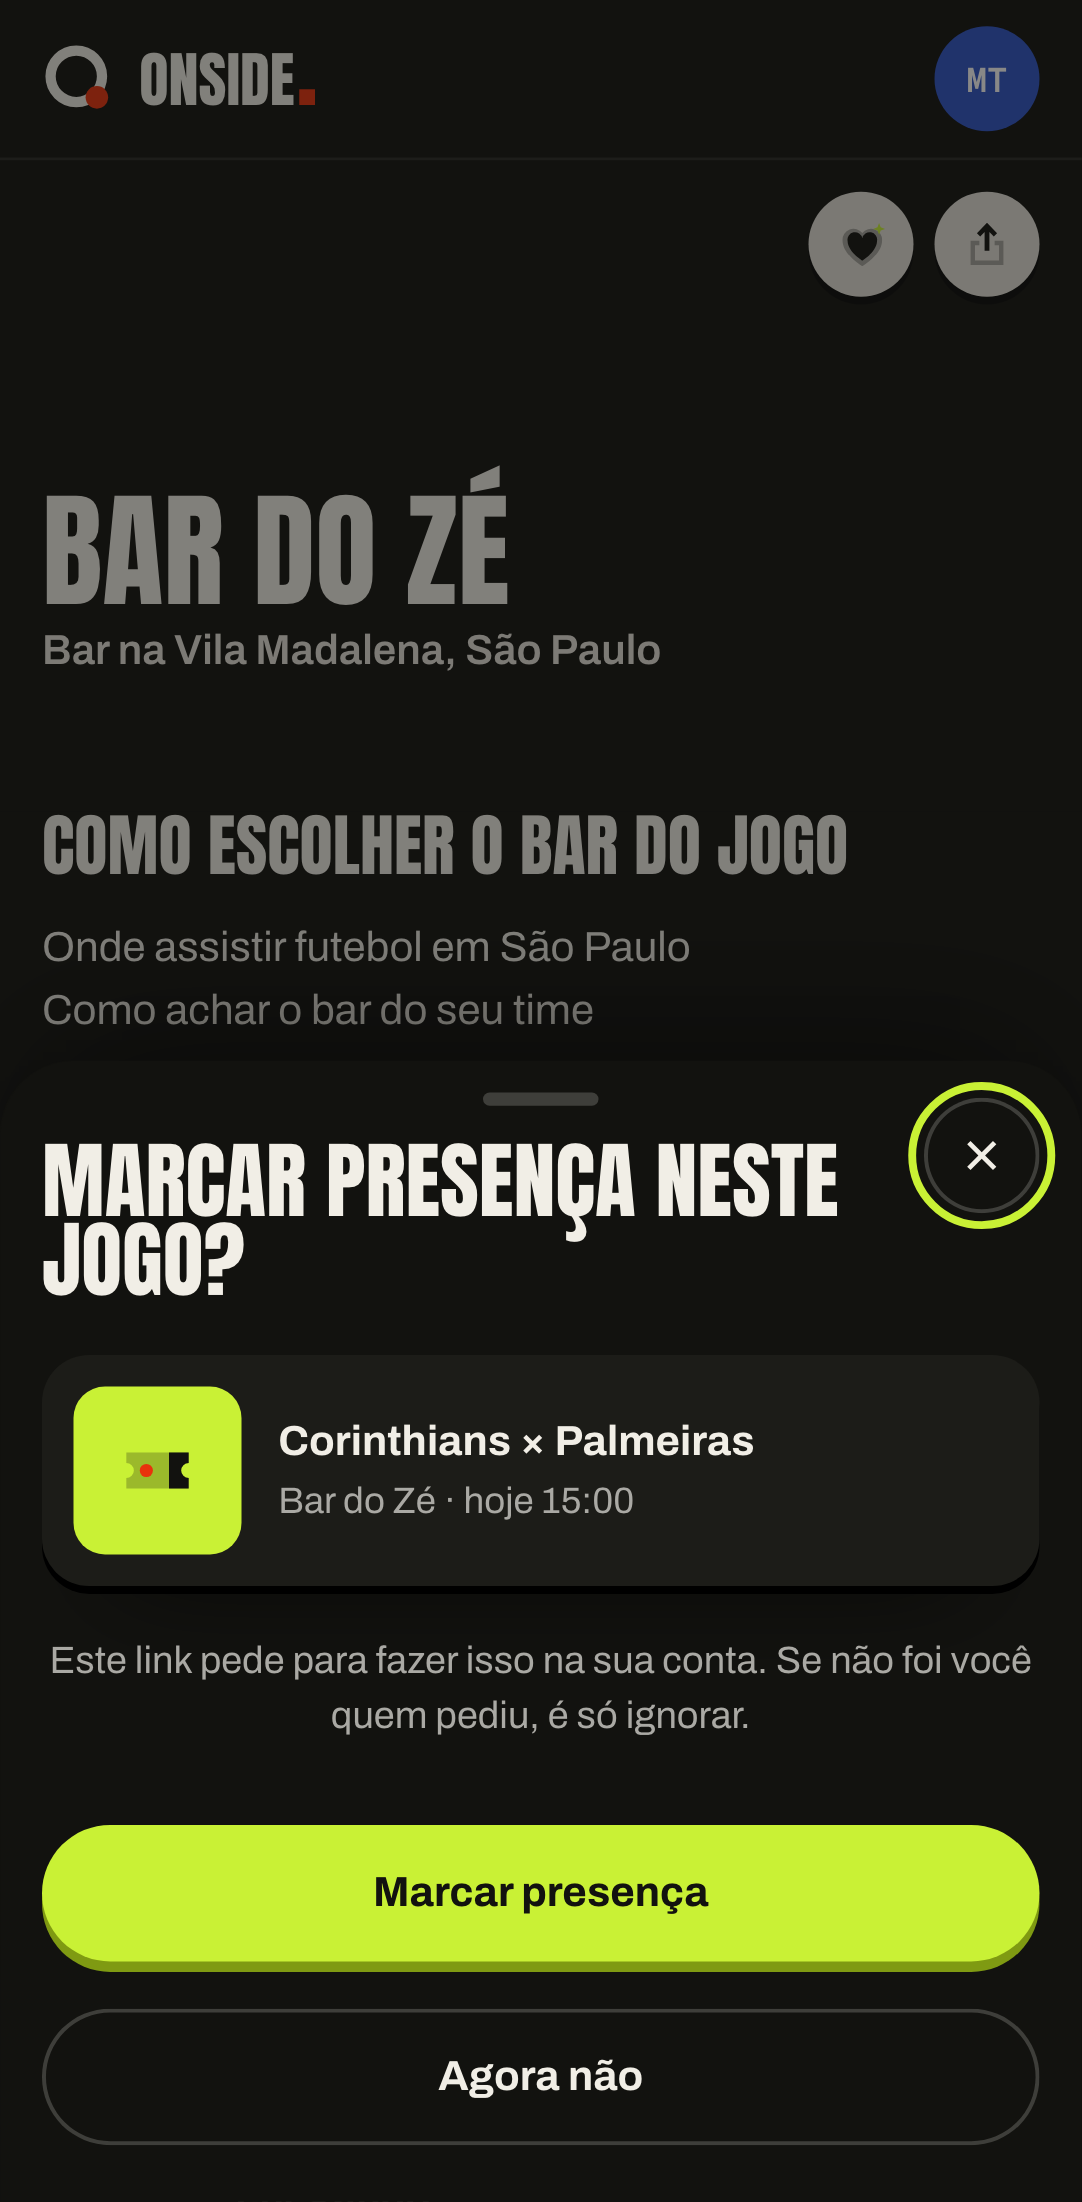 ONSIDE.
MT
BAR DO ZÉ
Bar na Vila Madalena, São Paulo
COMO ESCOLHER O BAR DO JOGO
Onde assistir futebol em São Paulo
Como achar o bar do seu time
MARCAR PRESENÇA NESTE
JOGO?
Corinthians × Palmeiras
Bar do Zé · hoje 15:00
Este link pede para fazer isso na sua conta. Se não foi você
quem pediu, é só ignorar.
Marcar presença
Agora não